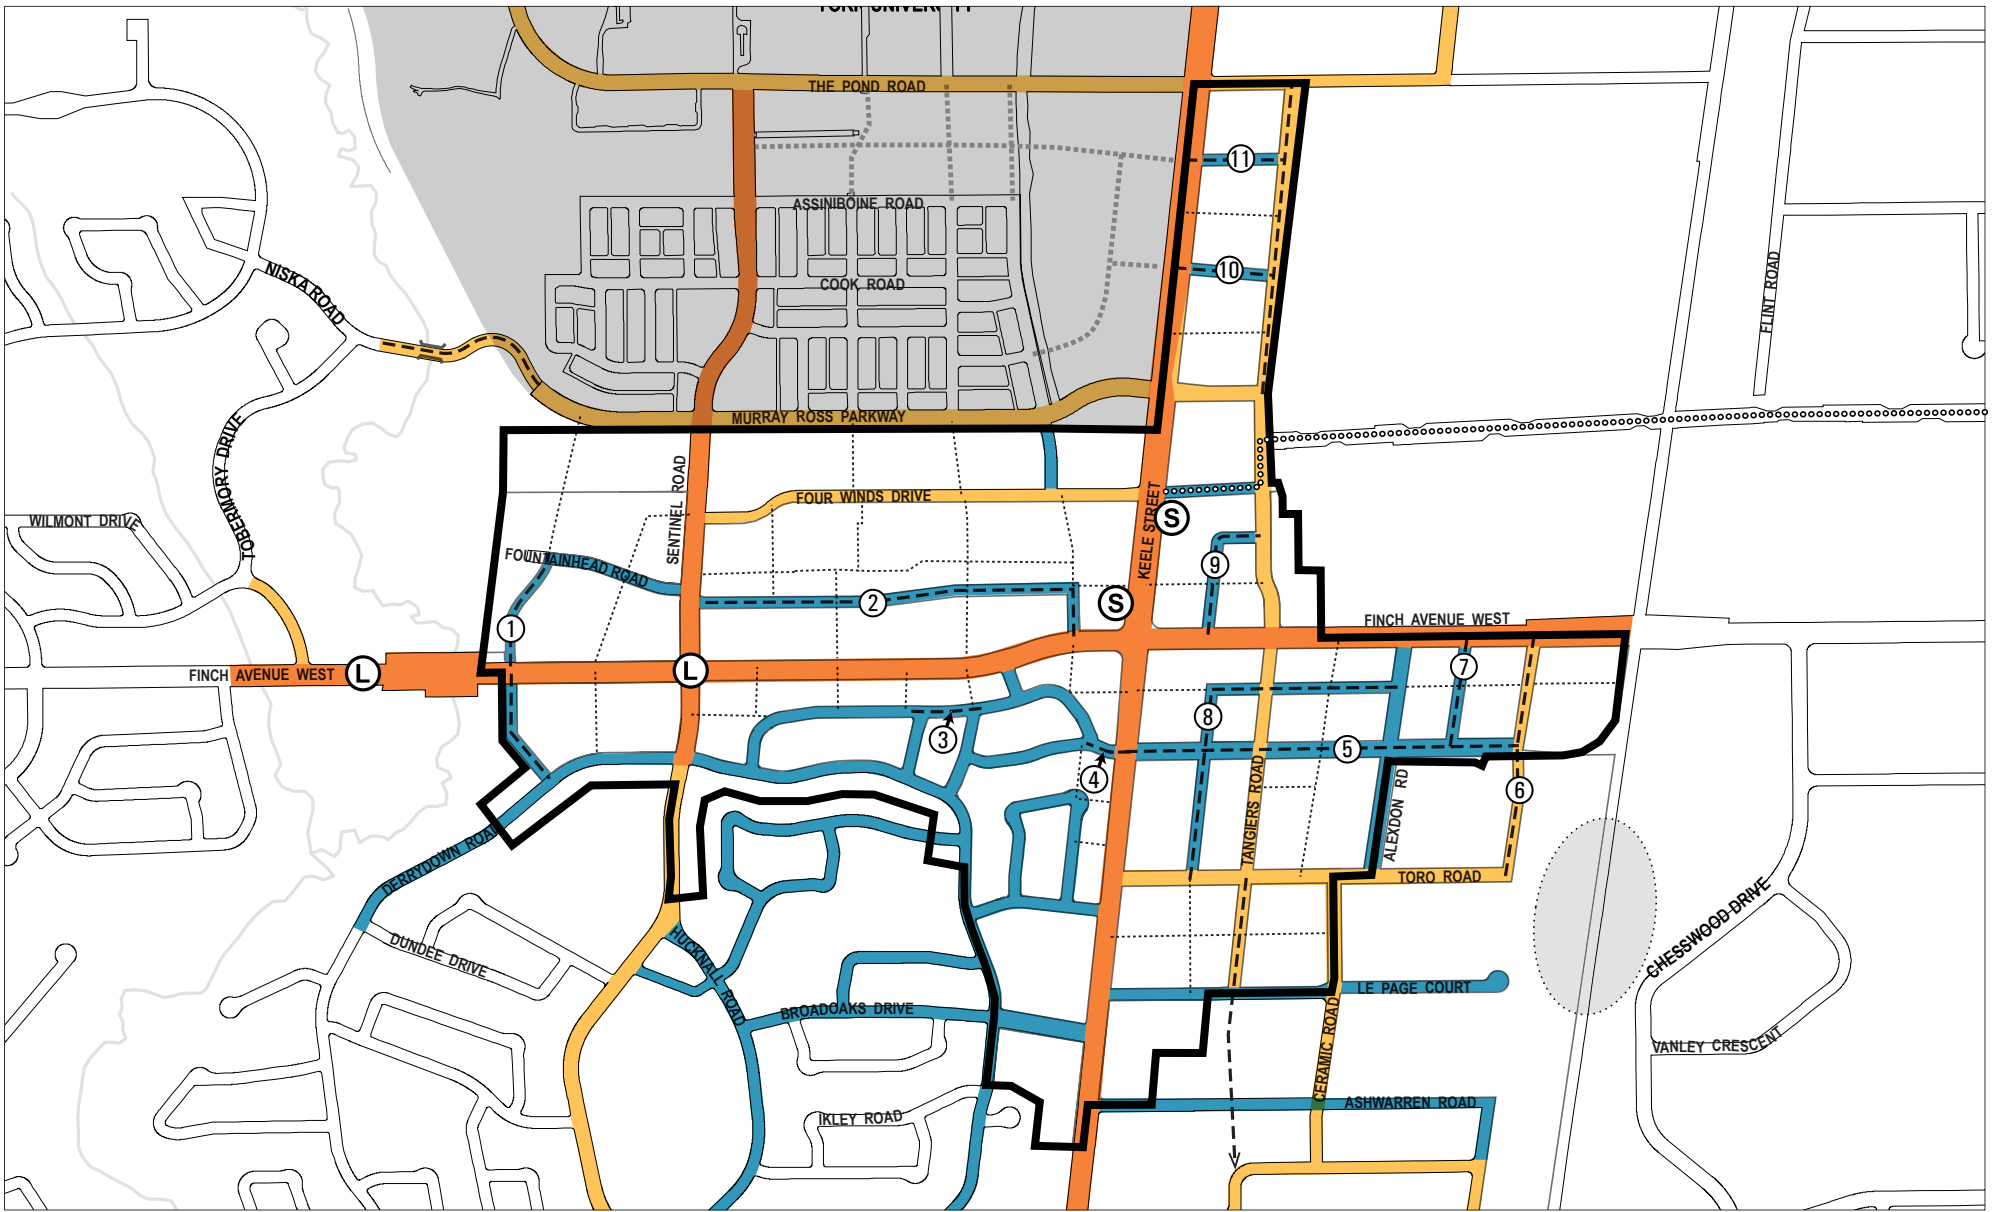 YORK UNIVERSITY
THE POND ROAD
11
ASSINIBOINE ROAD
10
NISKA ROAD
COOK ROAD
FLINT ROAD
MURRAY ROSS PARKWAY
TOBERMORY DRIVE
SENTINEL ROAD
FOUR WINDS DRIVE
KEELE STREET
S
WILMONT DRIVE
FOUNTAINHEAD ROAD
9
2
S
1
FINCH AVENUE WEST
FINCH AVENUE WEST
L
L
7
8
3
5
4
6
TANGIERS ROAD
ALEXDON RD
DERRYDOWN ROAD
TORO ROAD
DUNDEE DRIVE
HUCKNALL ROAD
CHESSWOOD DRIVE
LE PAGE COURT
BROADOAKS DRIVE
CERAMIC ROAD
VANLEY CRESCENT
ASHWARREN ROAD
IKLEY ROAD